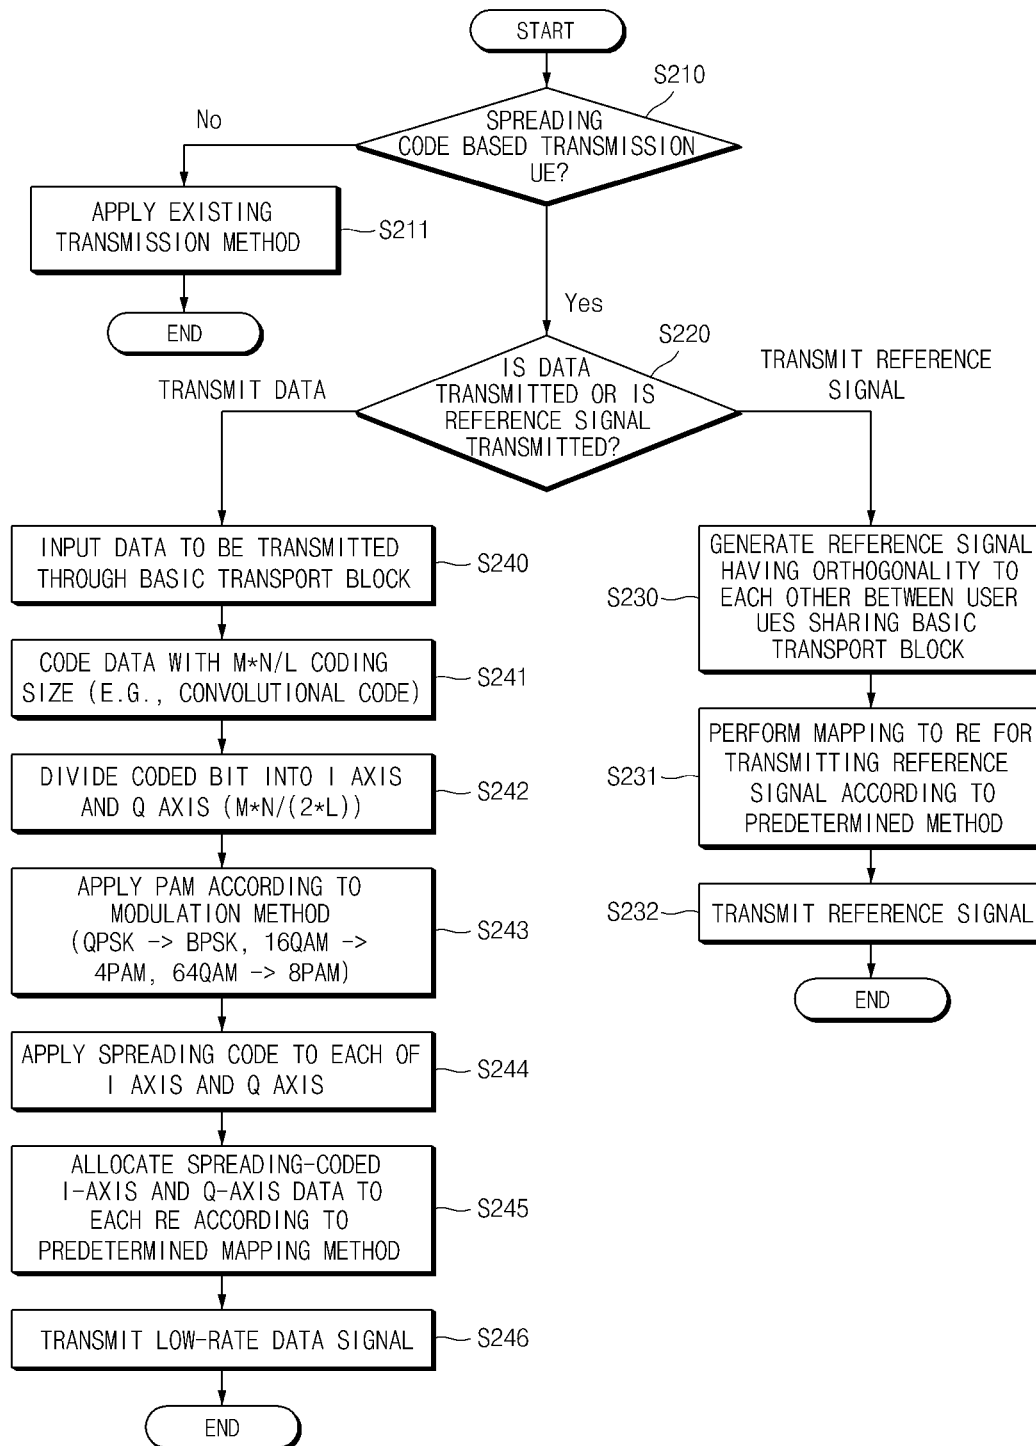 START
S210
SPREADING
CODE BASED TRANSMISSION
UE?
No
APPLY EXISTING
TRANSMISSION METHOD
S211
END
Yes
S220
IS DATA
TRANSMITTED OR IS
REFERENCE SIGNAL
TRANSMITTED?
TRANSMIT DATA
TRANSMIT REFERENCE
SIGNAL
INPUT DATA TO BE TRANSMITTED
THROUGH BASIC TRANSPORT BLOCK
S240
CODE DATA WITH M*N/L CODING
SIZE (E.G., CONVOLUTIONAL CODE)
S241
DIVIDE CODED BIT INTO I AXIS
AND Q AXIS (M*N/(2*L))
S242
APPLY PAM ACCORDING TO
MODULATION METHOD
(QPSK -> BPSK, 16QAM ->
4PAM, 64QAM -> 8PAM)
S243
APPLY SPREADING CODE TO EACH OF
I AXIS AND Q AXIS
S244
ALLOCATE SPREADING-CODED
I-AXIS AND Q-AXIS DATA TO
EACH RE ACCORDING TO
PREDETERMINED MAPPING METHOD
S245
TRANSMIT LOW-RATE DATA SIGNAL
S246
END
GENERATE REFERENCE SIGNAL
HAVING ORTHOGONALITY TO
EACH OTHER BETWEEN USER
UES SHARING BASIC
TRANSPORT BLOCK
S230
PERFORM MAPPING TO RE FOR
TRANSMITTING REFERENCE
SIGNAL ACCORDING TO
PREDETERMINED METHOD
S231
TRANSMIT REFERENCE SIGNAL
S232
END